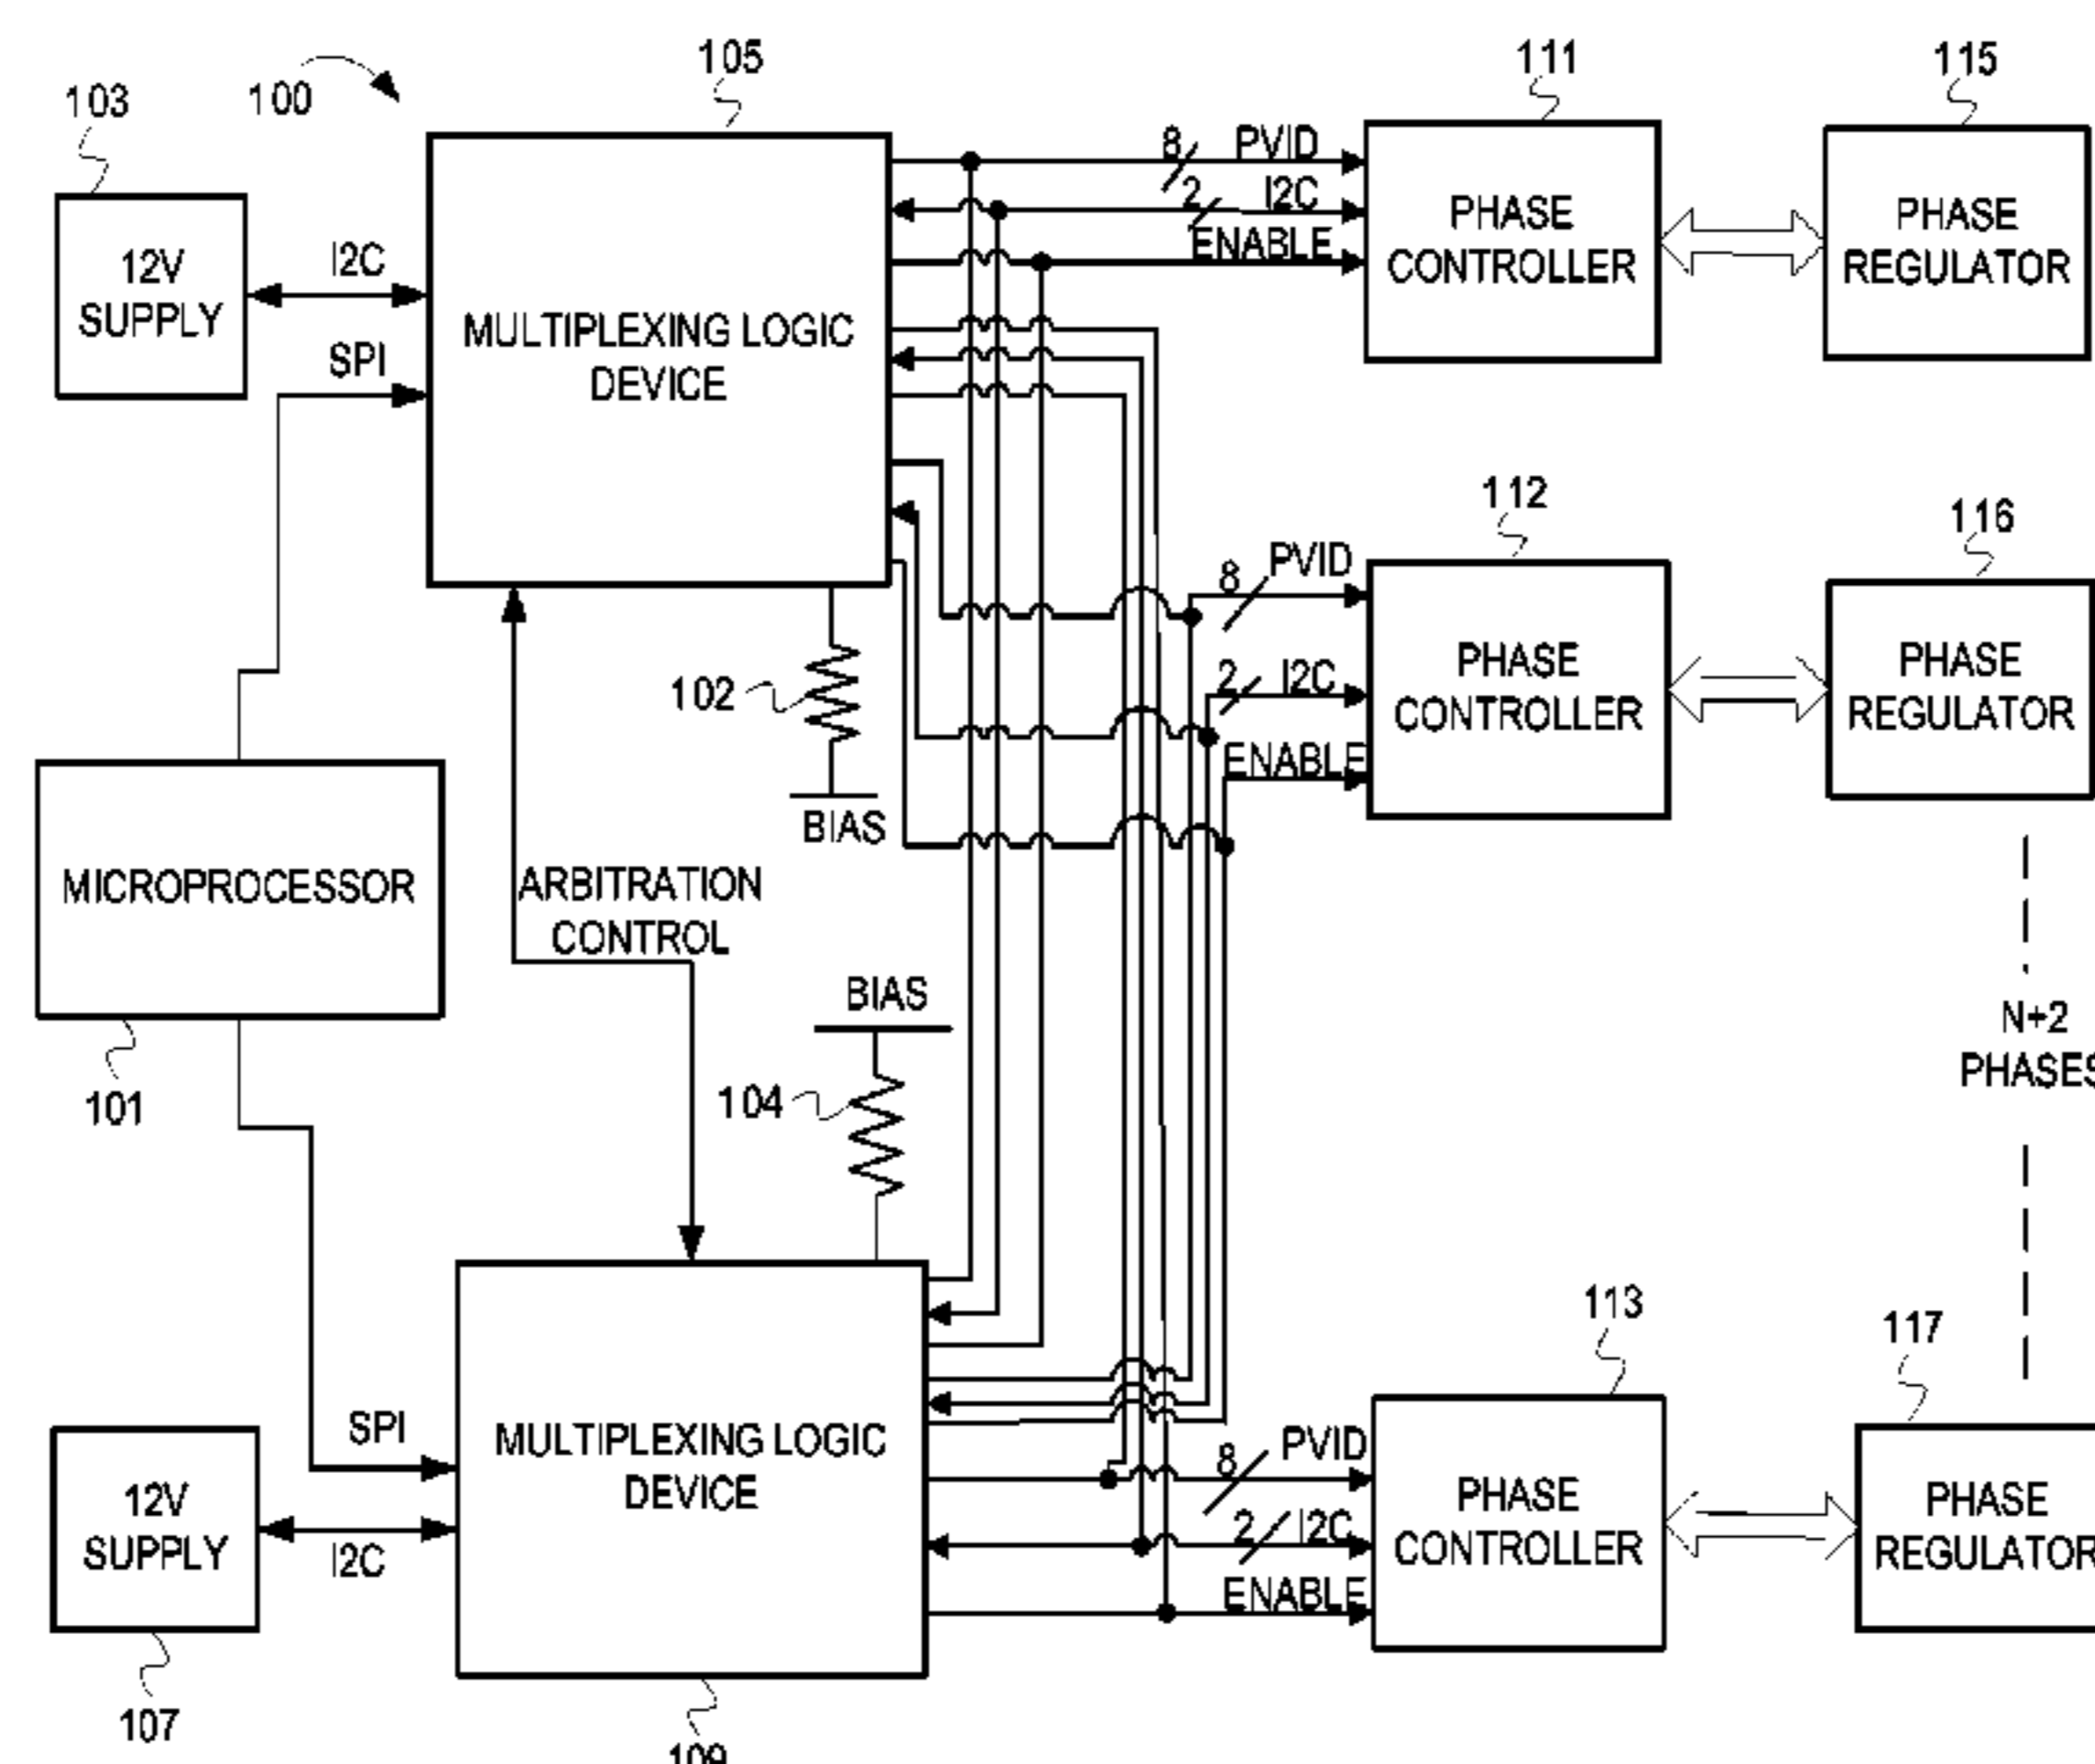 100
103
12V
SUPPLY
I2C
SPI
105
MULTIPLEXING LOGIC
DEVICE
8
PVID
2
I2C
ENABLE
111
PHASE
CONTROLLER
115
PHASE
REGULATOR
112
8
PVID
2
I2C
ENABLE
PHASE
CONTROLLER
116
PHASE
REGULATOR
102
BIAS
MICROPROCESSOR
101
ARBITRATION
CONTROL
BIAS
104
N+2
PHASES
SPI
12V
SUPPLY
I2C
107
MULTIPLEXING LOGIC
DEVICE
109
8
PVID
2
I2C
ENABLE
113
PHASE
CONTROLLER
117
PHASE
REGULATOR